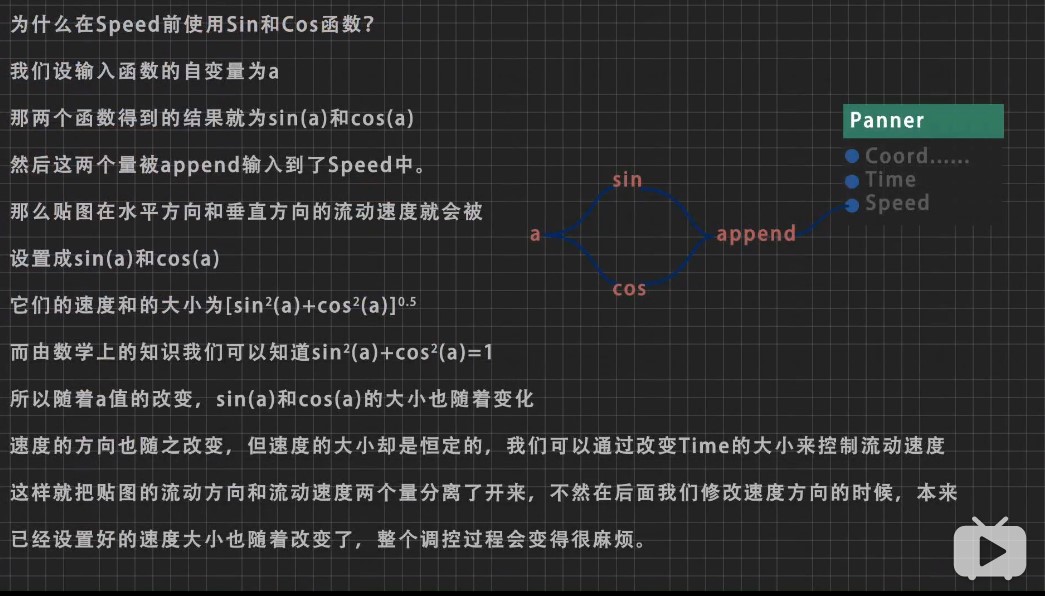 为什么在Speed前使用Sin和Cos函数？
我们设输入函数的自变量为a
那两个函数得到的结果就为sin(a)和cos(a)
然后这两个量被append输入到了Speed中。
那么贴图在水平方向和垂直方向的流动速度就会被
设置成sin(a)和cos(a)
它们的速度和的大小为[sin²(a)+cos²(a)]⁰·⁵
而由数学上的知识我们可以知道sin²(a)+cos²(a)=1
所以随着a值的改变，sin(a)和cos(a)的大小也随着变化
速度的方向也随之改变，但速度的大小却是恒定的，我们可以通过改变Time的大小来控制流动速度
这样就把贴图的流动方向和流动速度两个量分离了开来，不然在后面我们修改速度方向的时候，本来
已经设置好的速度大小也随着改变了，整个调控过程会变得很麻烦。
a
sin
cos
append
Panner
Coord......
Time
Speed